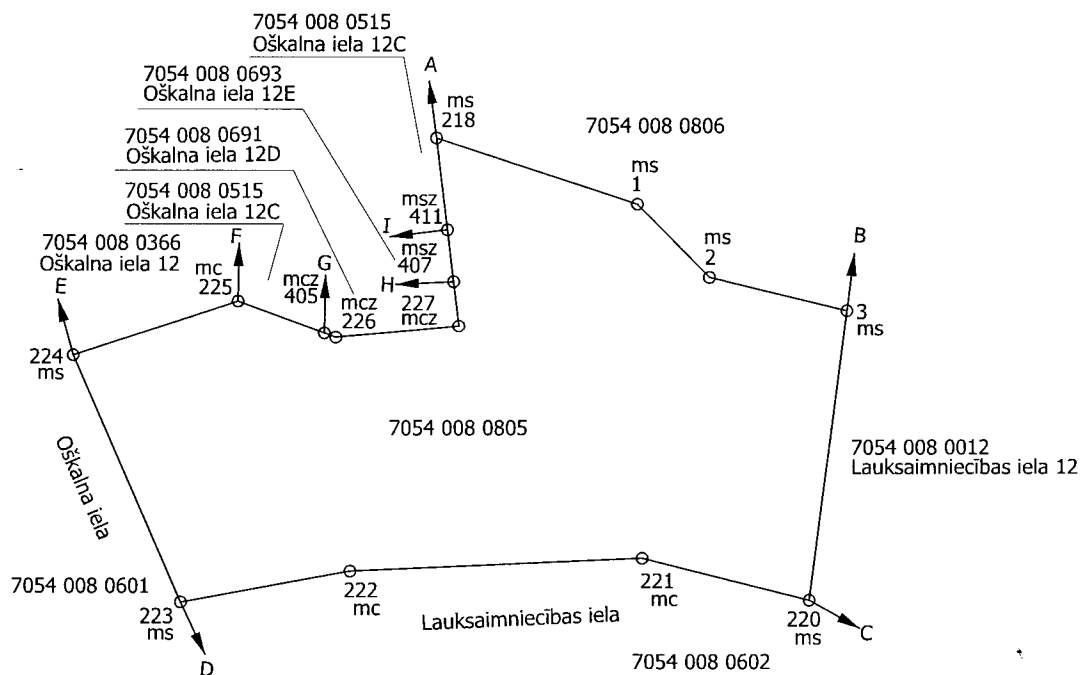 7054 008 0515
Oškalna iela 12C
A
7054 008 0693
Oškalna iela 12E
ms
218
7054 008 0806
7054 008 0691
Oškalna iela 12D
ms
1
7054 008 0515
Oškalna iela 12C
msz
411
I
7054 008 0366
Oškalna iela 12
F
msz
407
ms
2
B
E
mc
225
G
mcz
405
H
mcz
226
227
mcz
3
ms
224
ms
7054 008 0805
Oškalna iela
7054 008 0012
Lauksaimniecības iela 12
7054 008 0601
223
ms
222
mc
221
mc
Lauksaimniecības iela
220
ms
C
D
7054 008 0602